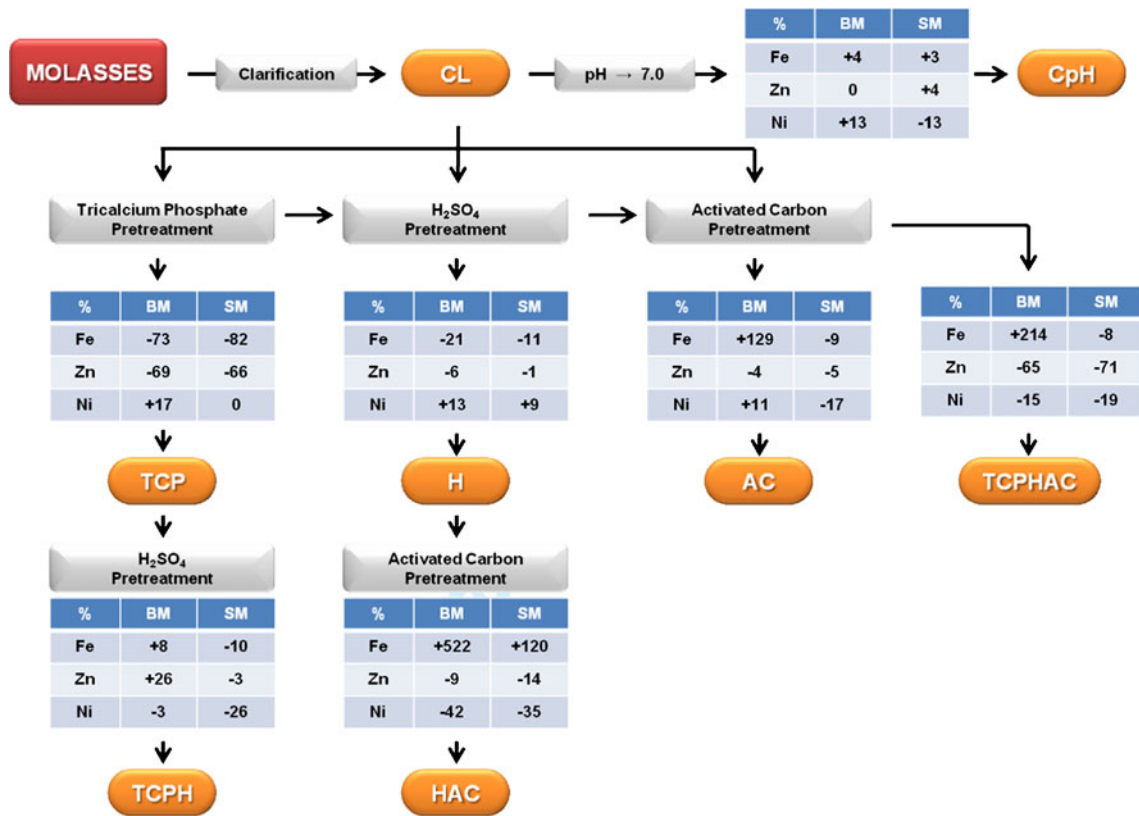 MOLASSES
Clarification
CL
pH → 7.0
% BM SM
Fe +4 +3
Zn 0 +4
Ni +13 -13
CpH
Tricalcium Phosphate
Pretreatment
H₂SO₄
Pretreatment
Activated Carbon
Pretreatment
% BM SM
Fe -73 -82
Zn -69 -66
Ni +17 0
% BM SM
Fe -21 -11
Zn -6 -1
Ni +13 +9
% BM SM
Fe +129 -9
Zn -4 -5
Ni +11 -17
% BM SM
Fe +214 -8
Zn -65 -71
Ni -15 -19
TCP
H
AC
TCPHAC
H₂SO₄
Pretreatment
Activated Carbon
Pretreatment
% BM SM
Fe +8 -10
Zn +26 -3
Ni -3 -26
% BM SM
Fe +522 +120
Zn -9 -14
Ni -42 -35
TCPH
HAC